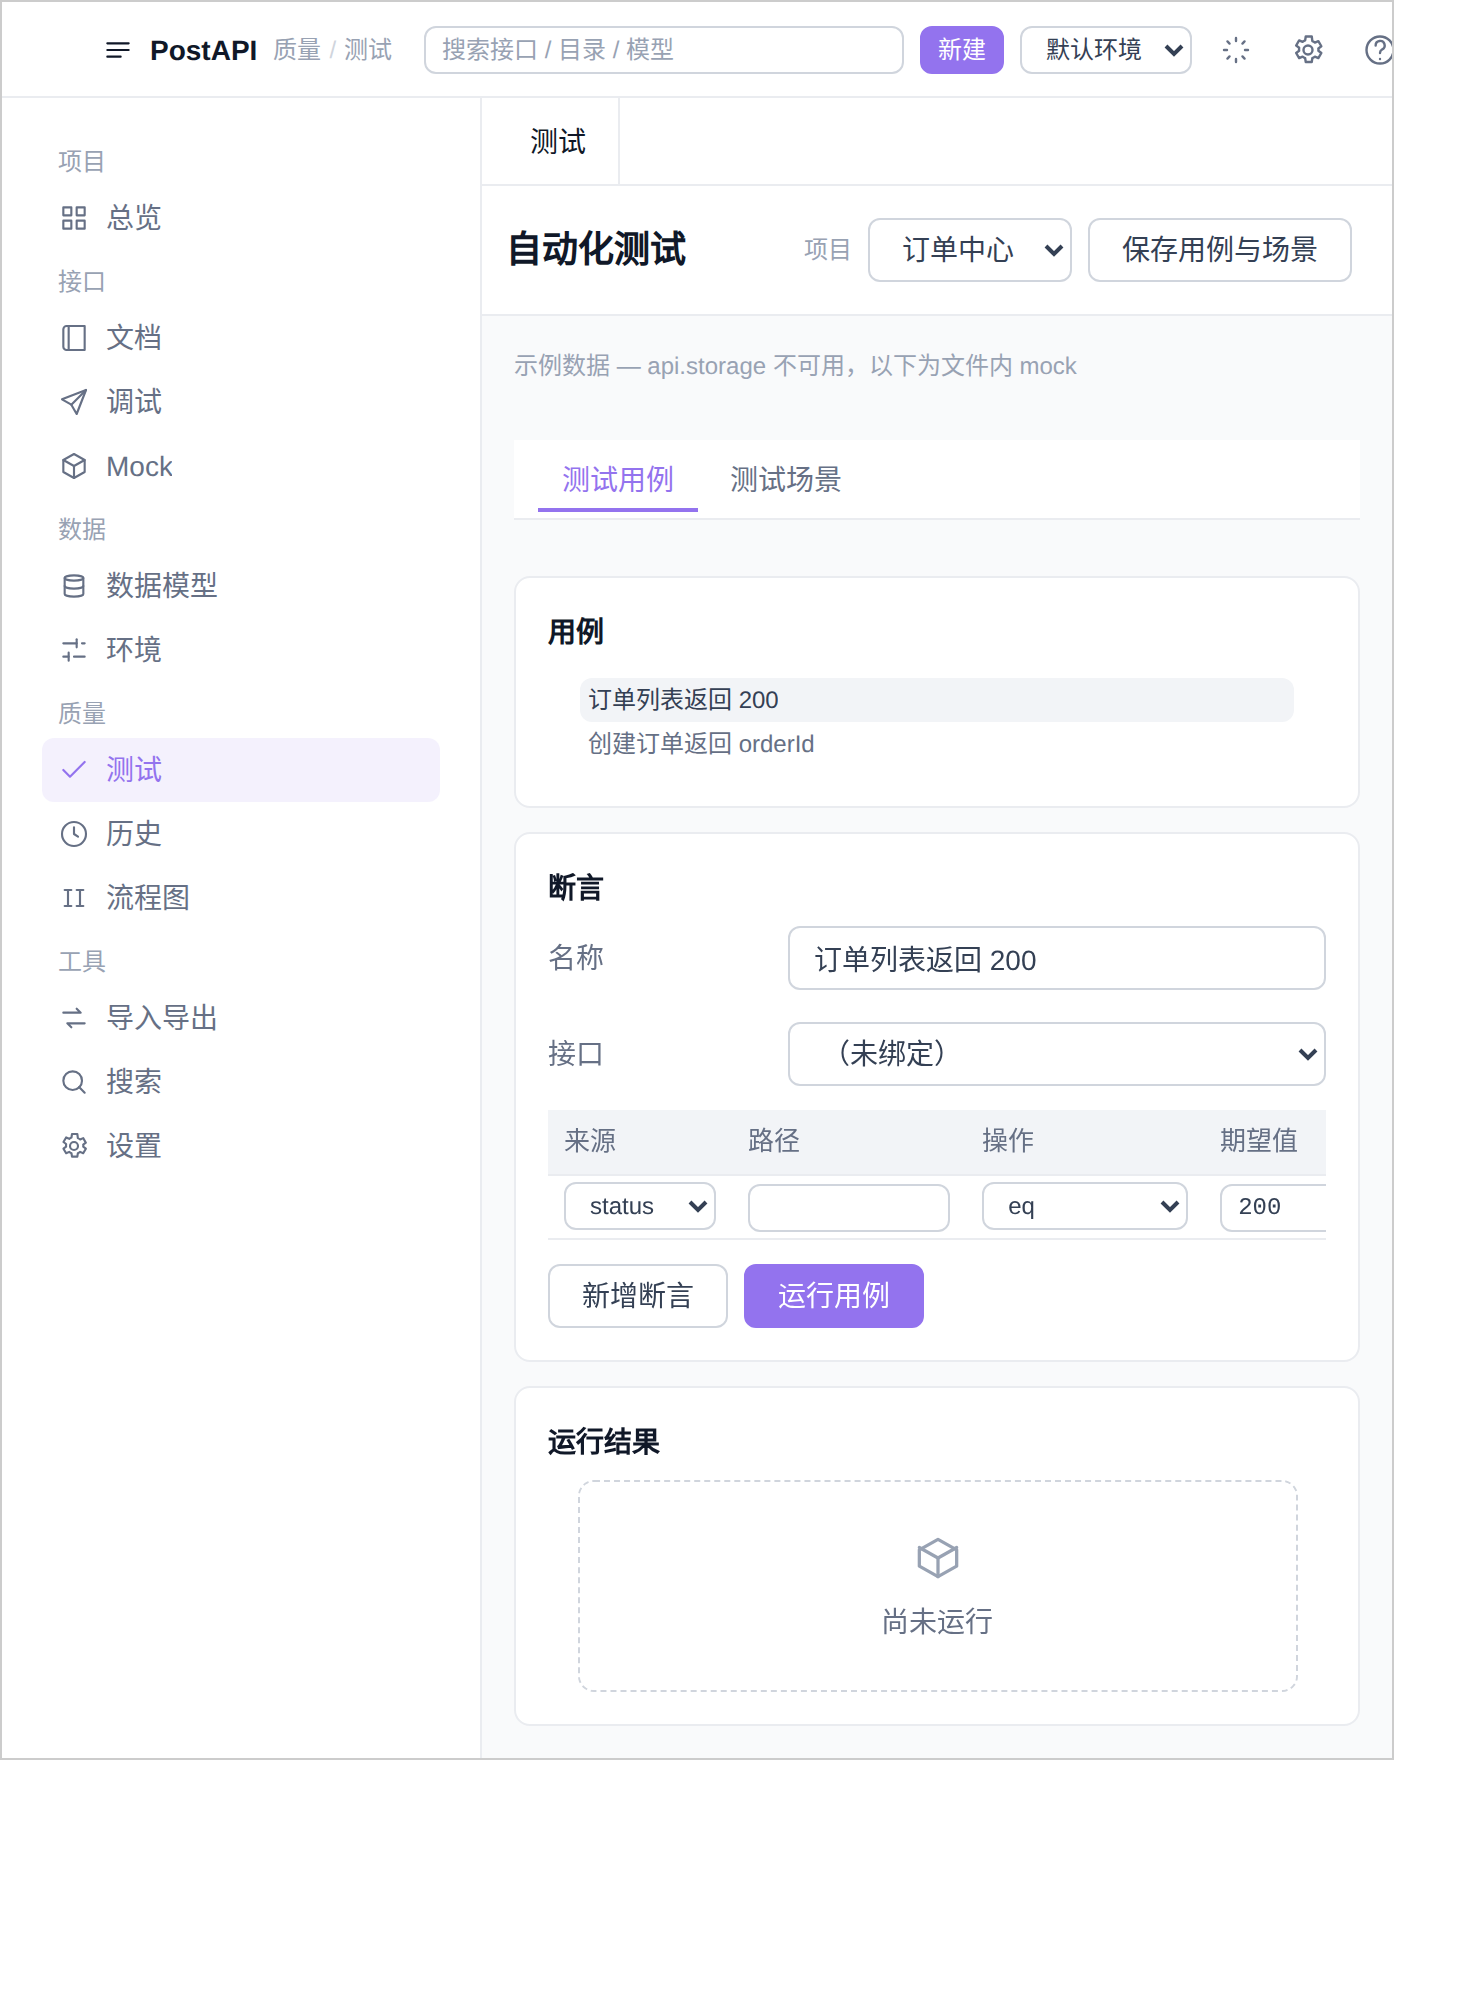 PostAPI 质量 / 测试 搜索接口 / 目录 / 模型 新建 默认环境
项目
总览
接口
文档
调试
Mock
数据
数据模型
环境
质量
测试
历史
流程图
工具
导入导出
搜索
设置
测试
自动化测试 项目 订单中心 保存用例与场景
示例数据 — api.storage 不可用，以下为文件内 mock
测试用例 测试场景
用例
订单列表返回 200
创建订单返回 orderId
断言
名称 订单列表返回 200
接口 （未绑定）
来源 路径 操作 期望值
status eq 200
新增断言 运行用例
运行结果
尚未运行